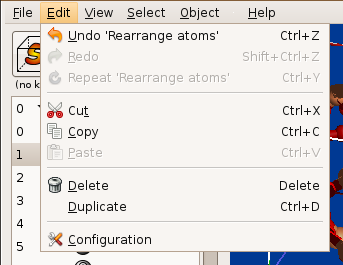 File Edit View Select Object Help
Undo 'Rearrange atoms' Ctrl+Z
Redo Shift+Ctrl+Z
Repeat 'Rearrange atoms' Ctrl+Y
(no k
Cut Ctrl+X
0
Copy Ctrl+C
0
Paste Ctrl+V
1
2 Delete Delete
3 Duplicate Ctrl+D
4
5 Configuration